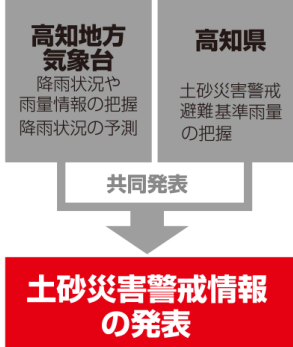 高知地方
気象台
降雨状況や
雨量情報の把握
降雨状況の予測
高知県
土砂災害警戒
避難基準雨量
の把握
共同発表
土砂災害警戒情報
の発表